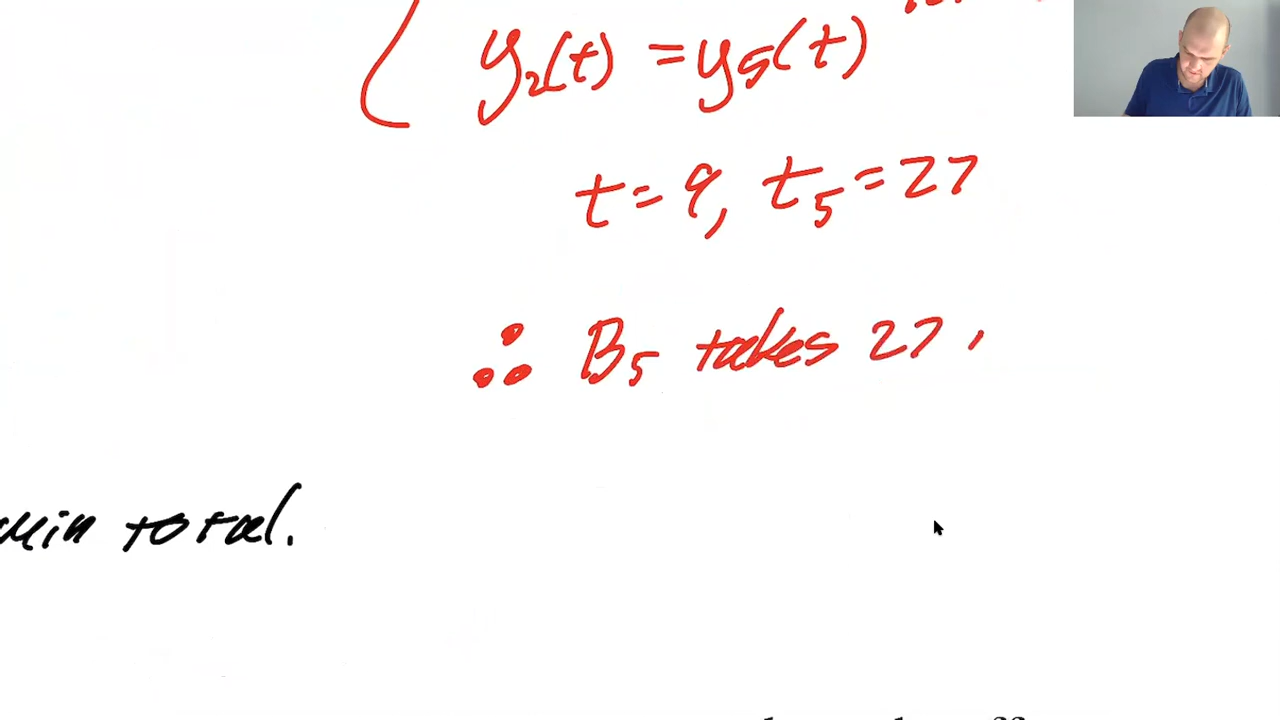 y₂(t) = y₅(t)
t = 9, t₅ = 27
∴ B₅ takes 27
min total.